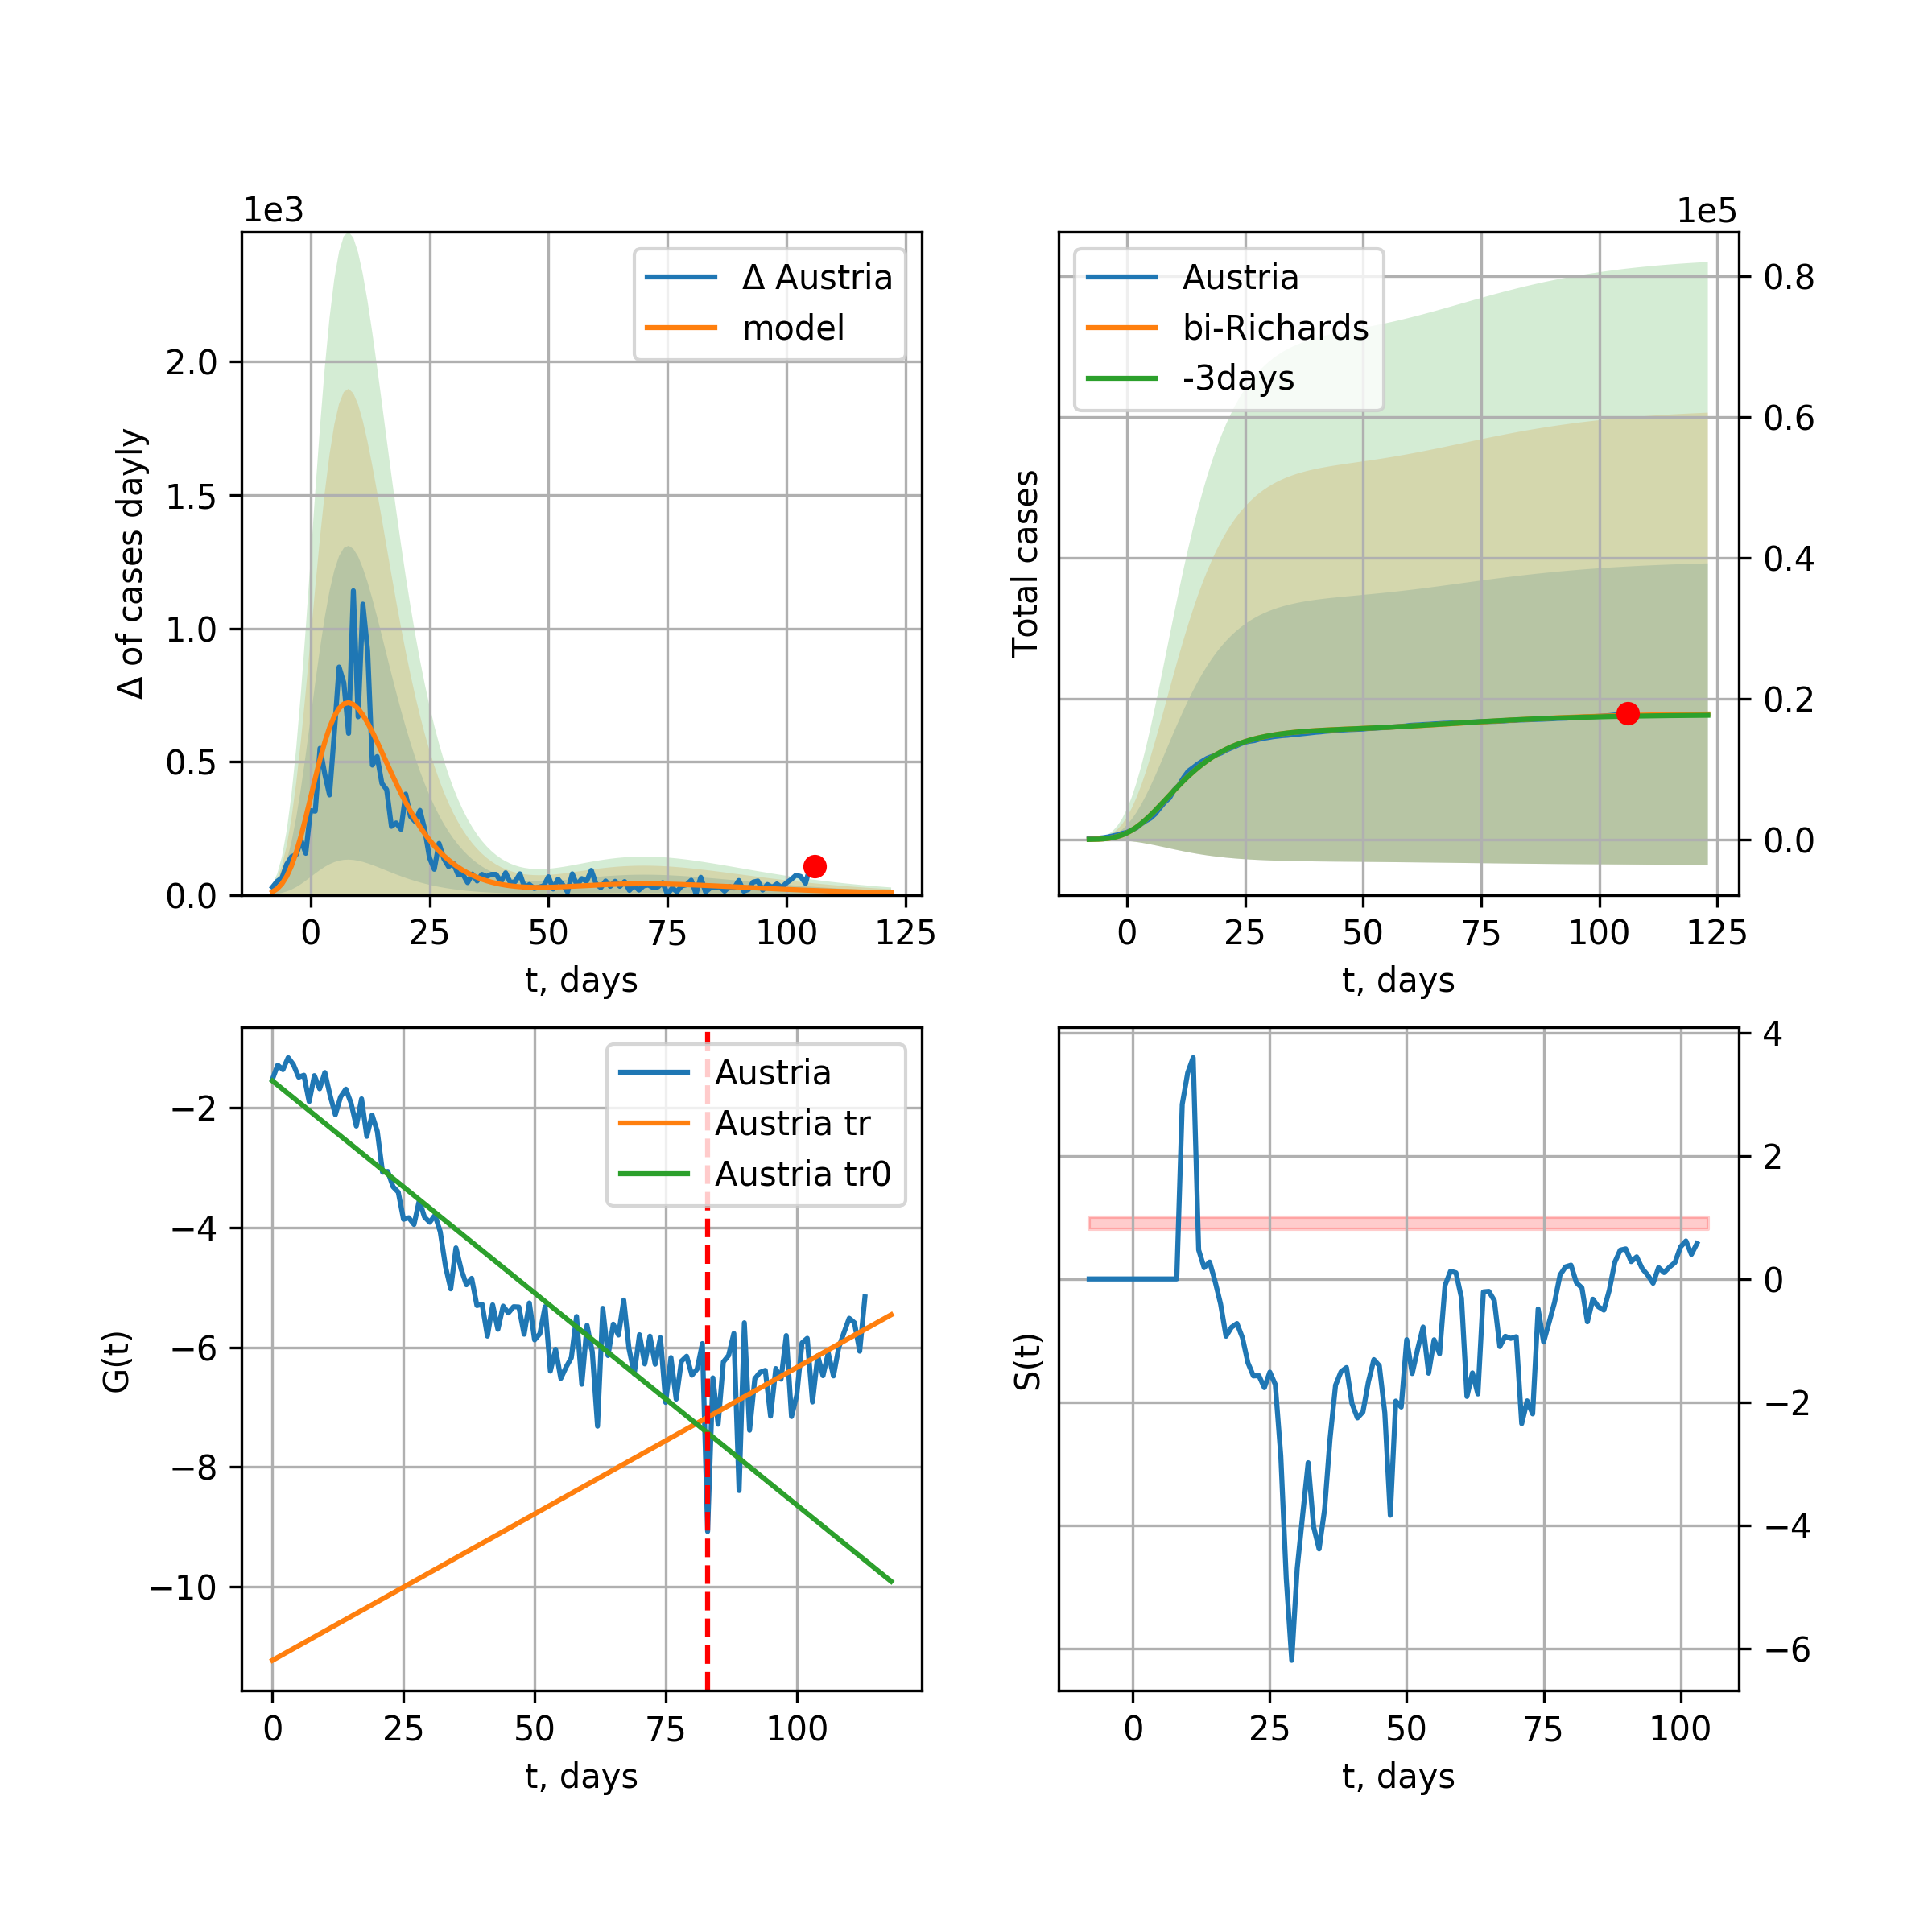 1e3
Δ of cases dayly
2.0
1.5
1.0
0.5
0.0
Δ Austria
model
0 25 50 75 100 125
t, days
1e5
Total cases
Austria
bi-Richards
-3days
0.8
0.6
0.4
0.2
0.0
0 25 50 75 100 125
t, days
G(t)
−2
−4
−6
−8
−10
Austria
Austria tr
Austria tr0
0 25 50 75 100
t, days
S(t)
4
2
0
−2
−4
−6
0 25 50 75 100
t, days